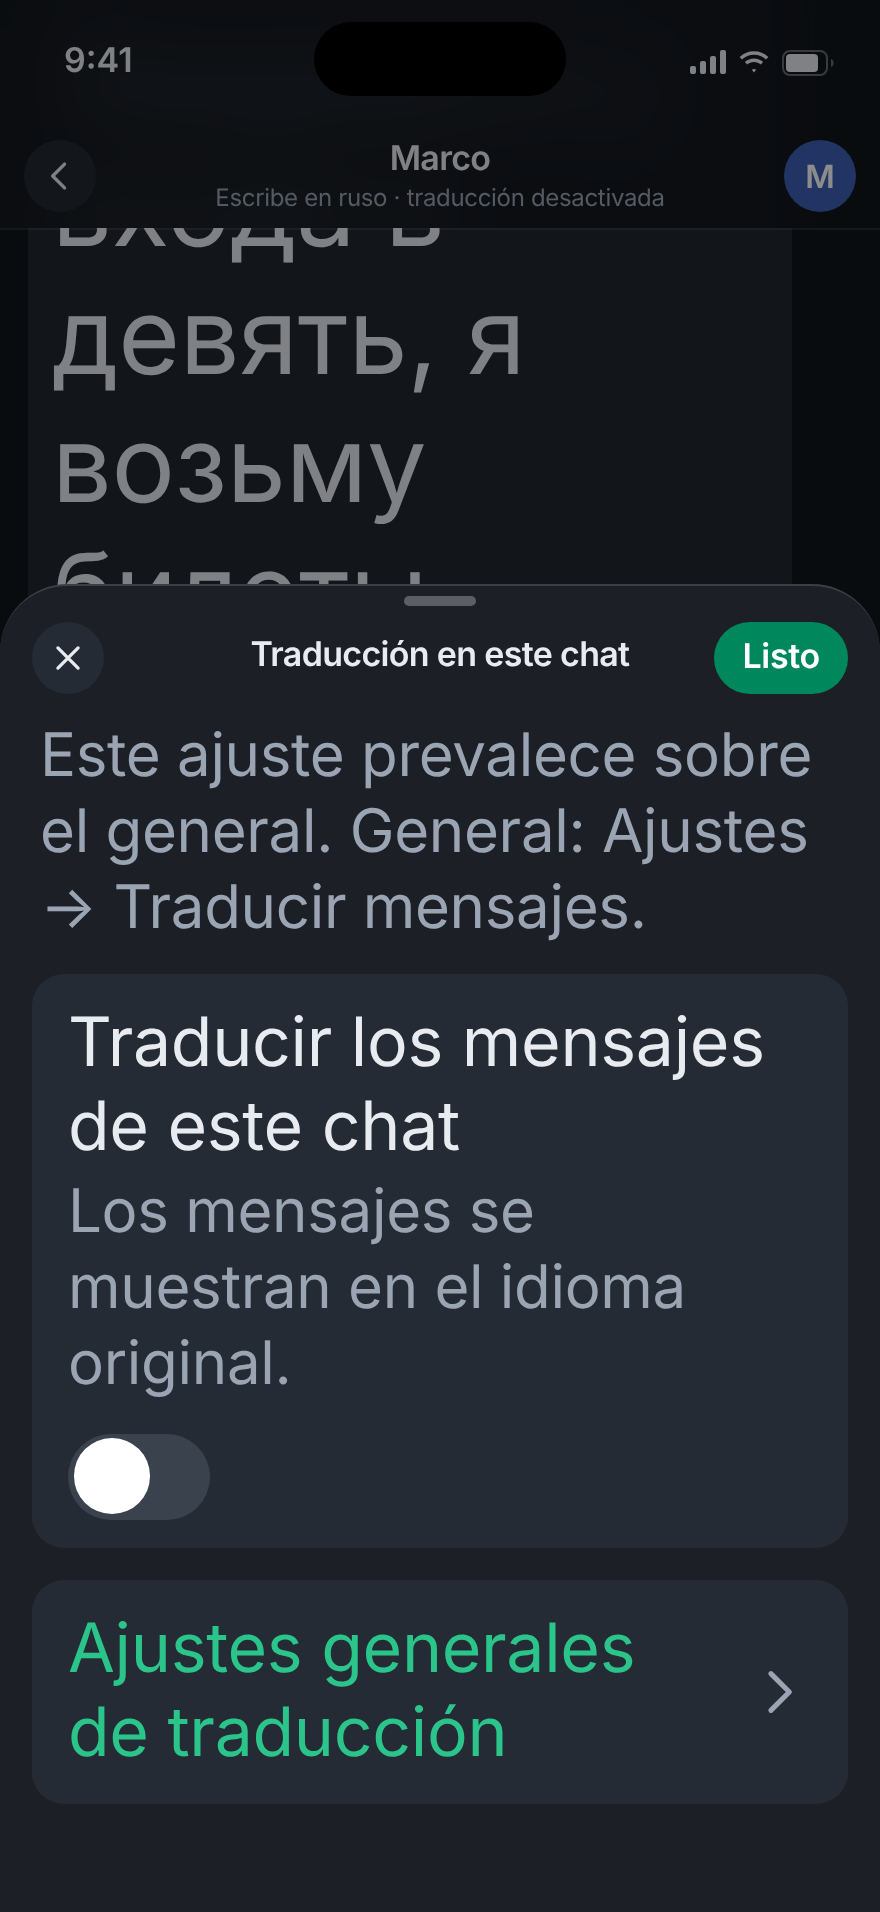 9:41
Marco
Escribe en ruso · traducción desactivada
M
входа в
девять, я
возьму
билеты
Traducción en este chat
Listo
Este ajuste prevalece sobre
el general. General: Ajustes
→ Traducir mensajes.
Traducir los mensajes
de este chat
Los mensajes se
muestran en el idioma
original.
Ajustes generales
de traducción